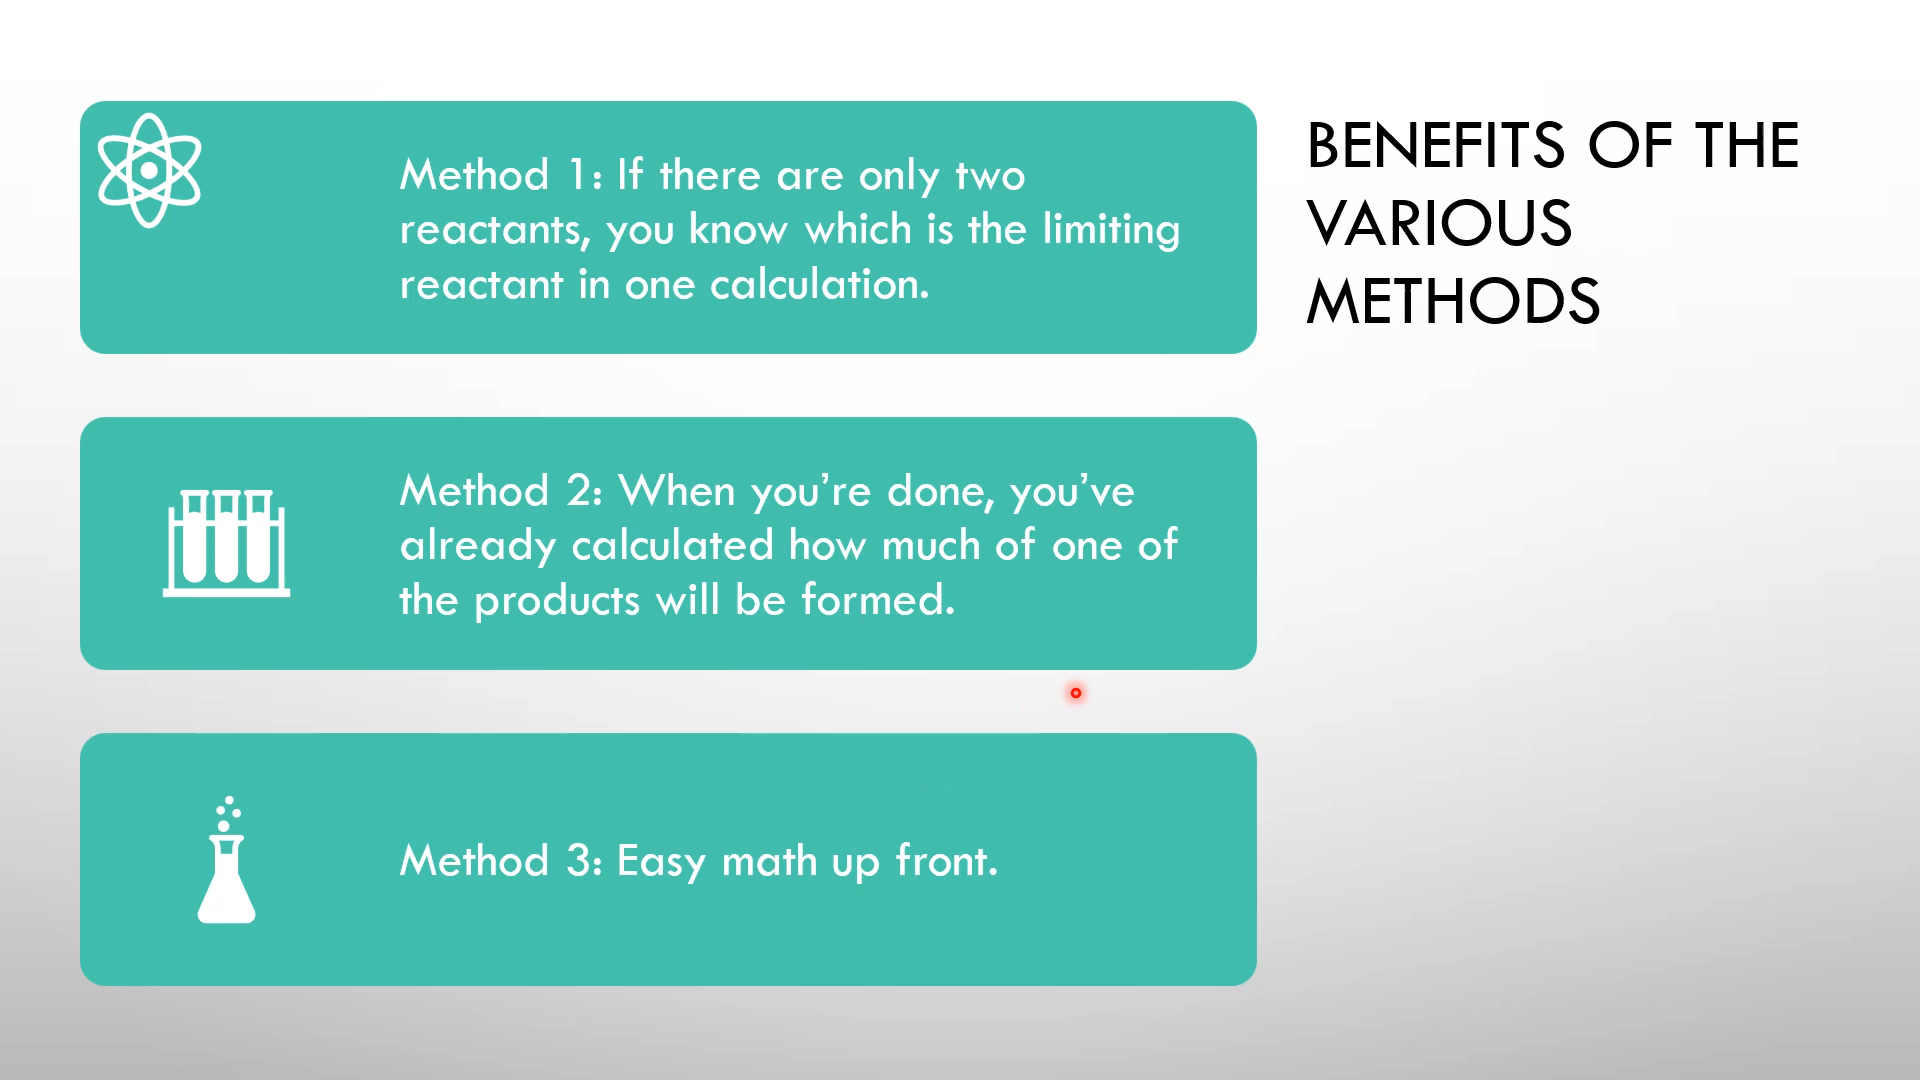 BENEFITS OF THE
VARIOUS
METHODS
Method 1: If there are only two
reactants, you know which is the limiting
reactant in one calculation.
Method 2: When you’re done, you’ve
already calculated how much of one of
the products will be formed.
Method 3: Easy math up front.